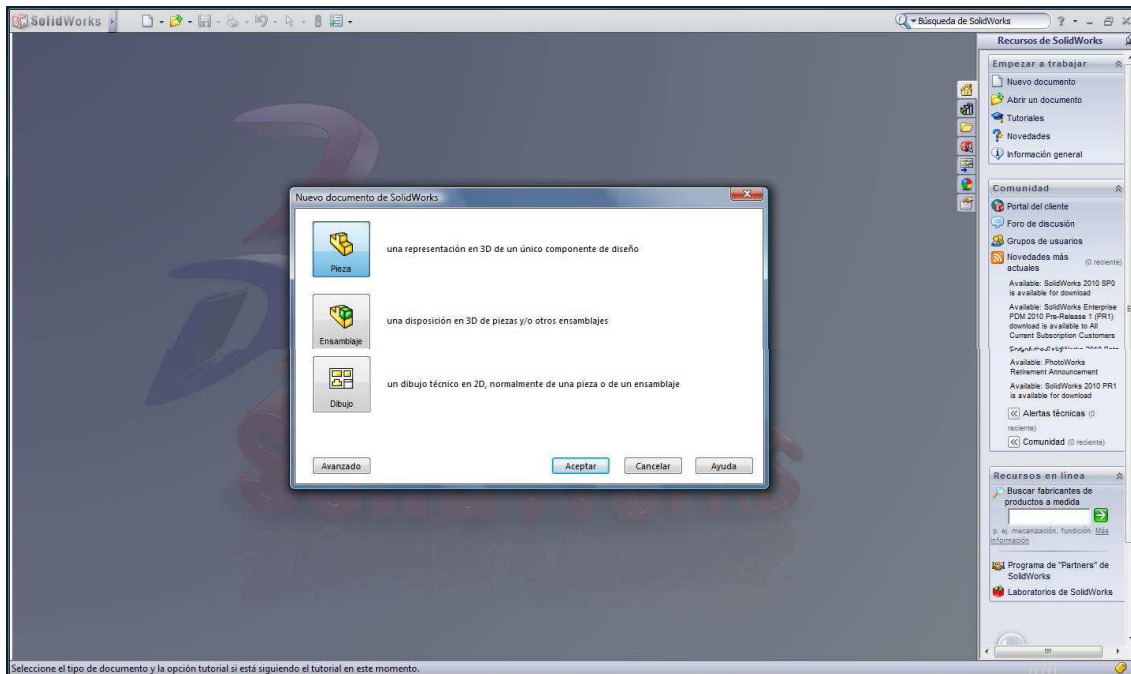 SolidWorks
Búsqueda de SolidWorks
Recursos de SolidWorks
Empezar a trabajar
Nuevo documento
Abrir un documento
Tutoriales
Novedades
Información general
Comunidad
Portal del cliente
Foro de discusión
Grupos de usuarios
Novedades más
actuales (0 reciente)
Available: SolidWorks 2010 SP0
is available for download
Available: SolidWorks Enterprise
PDM 2010 Pre-Release 1 (PR1)
download is available to All
Current Subscription Customers
Available: PhotoWorks
Retirement Announcement
Available: SolidWorks 2010 PR1
is available for download
Alertas técnicas (0
reciente)
Comunidad (0 reciente)
Recursos en línea
Buscar fabricantes de
productos a medida
p. ej. mecanización, fundición. Más
información
Programa de "Partners" de
SolidWorks
Laboratorios de SolidWorks
Nuevo documento de SolidWorks
Pieza
una representación en 3D de un único componente de diseño
Ensamblaje
una disposición en 3D de piezas y/o otros ensamblajes
Dibujo
un dibujo técnico en 2D, normalmente de una pieza o de un ensamblaje
Avanzado
Aceptar
Cancelar
Ayuda
SolidWorks
Seleccione el tipo de documento y la opción tutorial si está siguiendo el tutorial en este momento.